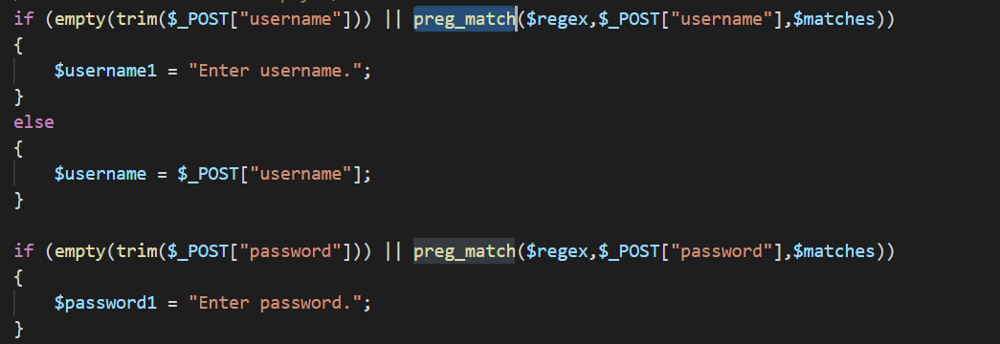 if (empty(trim($_POST["username"])) || preg_match($regex,$_POST["username"],$matches))
{
    $username1 = "Enter username.";
}
else
{
    $username = $_POST["username"];
}

if (empty(trim($_POST["password"])) || preg_match($regex,$_POST["password"],$matches))
{
    $password1 = "Enter password.";
}